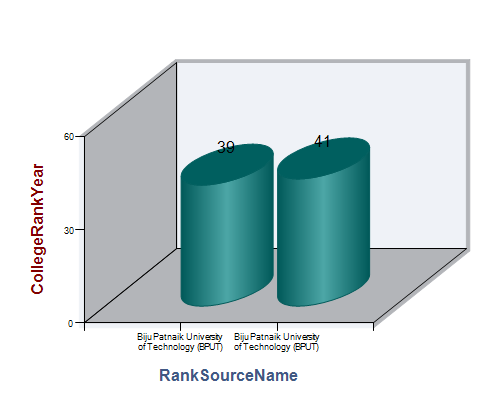 39
41
60
30
0
CollegeRankYear
Biju Patnaik University
of Technology (BPUT)
Biju Patnaik University
of Technology (BPUT)
RankSourceName